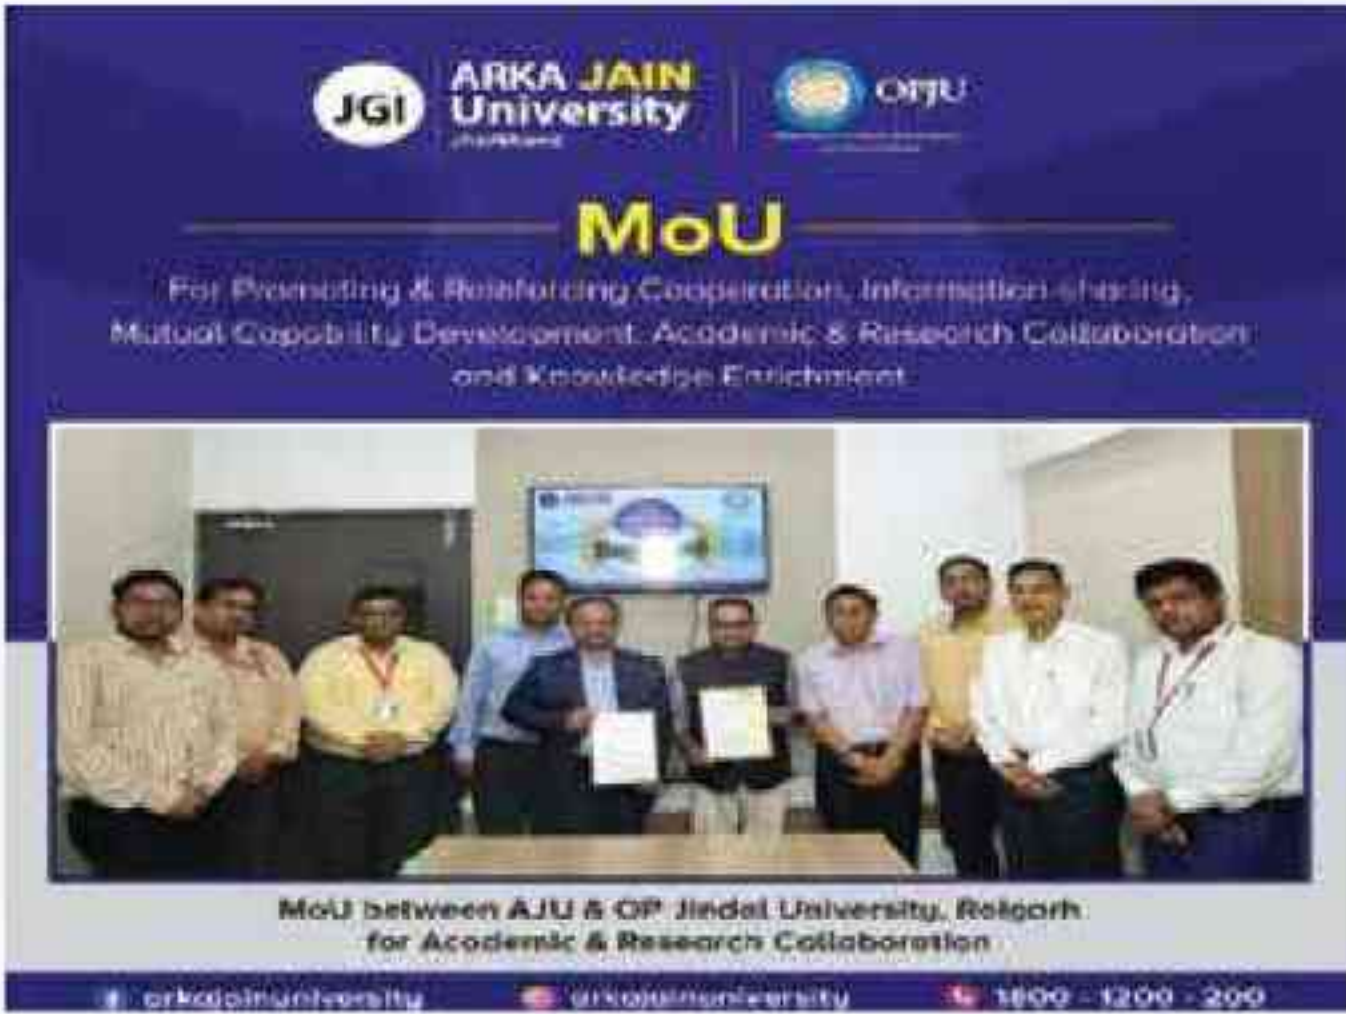 JGI
ARKA JAIN
University
Jharkhand
OPJU
MoU
For Promoting & Reinforcing Cooperation, Information-sharing,
Mutual Capability Development, Academic & Research Collaboration
and Knowledge Enrichment
MoU between AJU & OP Jindal University, Raigarh
for Academic & Research Collaboration
arkajainuniversity
arkajainuniversity
1800 - 1200 - 200